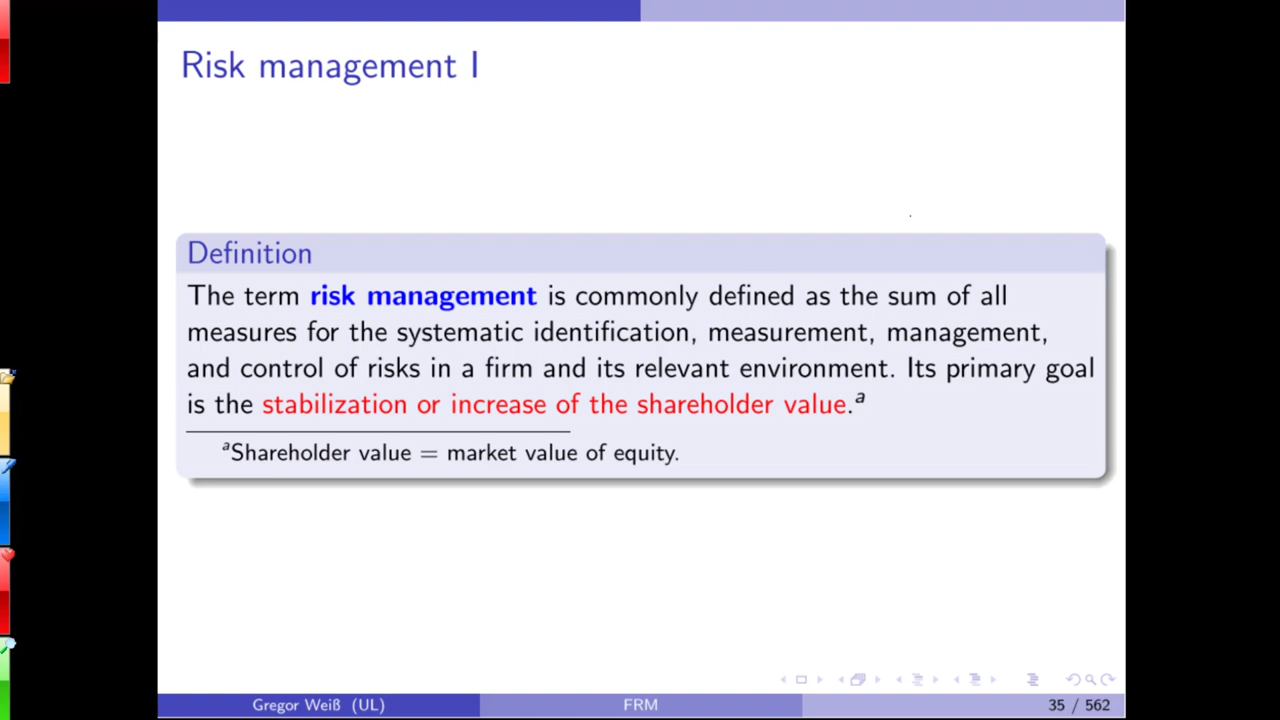 Risk management I
Definition
The term risk management is commonly defined as the sum of all
measures for the systematic identification, measurement, management,
and control of risks in a firm and its relevant environment. Its primary goal
is the stabilization or increase of the shareholder value.ᵃ
ᵃShareholder value = market value of equity.
Gregor Weiß (UL) FRM 35 / 562